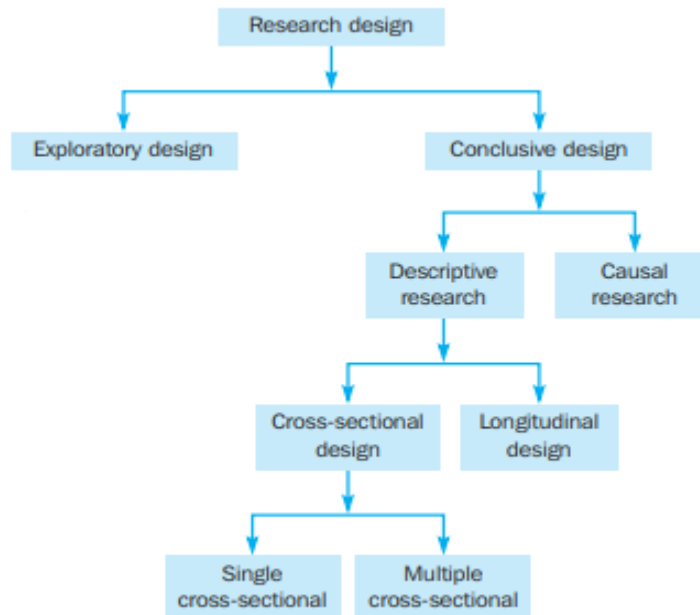 Research design
Exploratory design
Conclusive design
Descriptive
research
Causal
research
Cross-sectional
design
Longitudinal
design
Single
cross-sectional
Multiple
cross-sectional